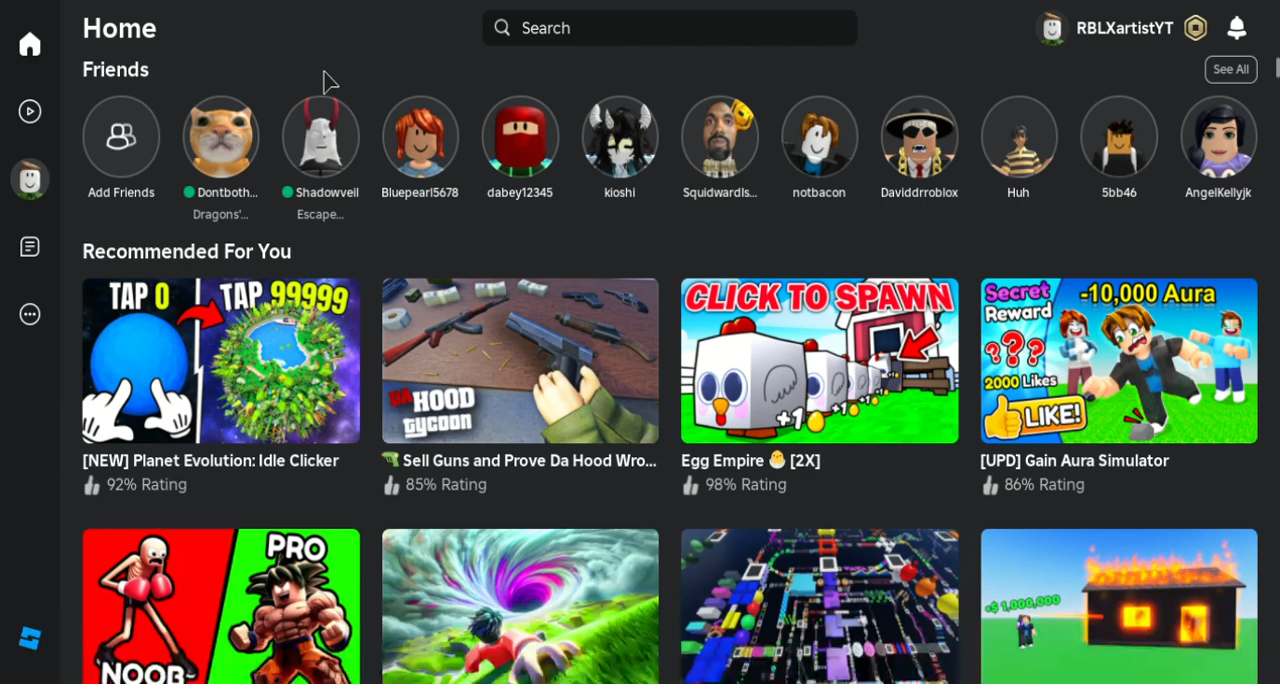 Home
Search
RBLXartistYT
Friends
See All
Add Friends
Dontboth...
Shadowveil
Bluepearl5678
dabey12345
kioshi
SquidwardIs...
notbacon
Daviddrroblox
Huh
5bb46
AngelKellyjk
Dragons'...
Escape...
Recommended For You
TAP 0
TAP 99999
DA HOOD
tycoon
CLICK TO SPAWN
+1
+1
+1
Secret
Reward
???
2000 Likes
LIKE!
-10,000 Aura
[NEW] Planet Evolution: Idle Clicker
🔫 Sell Guns and Prove Da Hood Wro...
Egg Empire 🐣 [2X]
[UPD] Gain Aura Simulator
92% Rating
85% Rating
98% Rating
86% Rating
NOOB
PRO
+$ 1,000,000